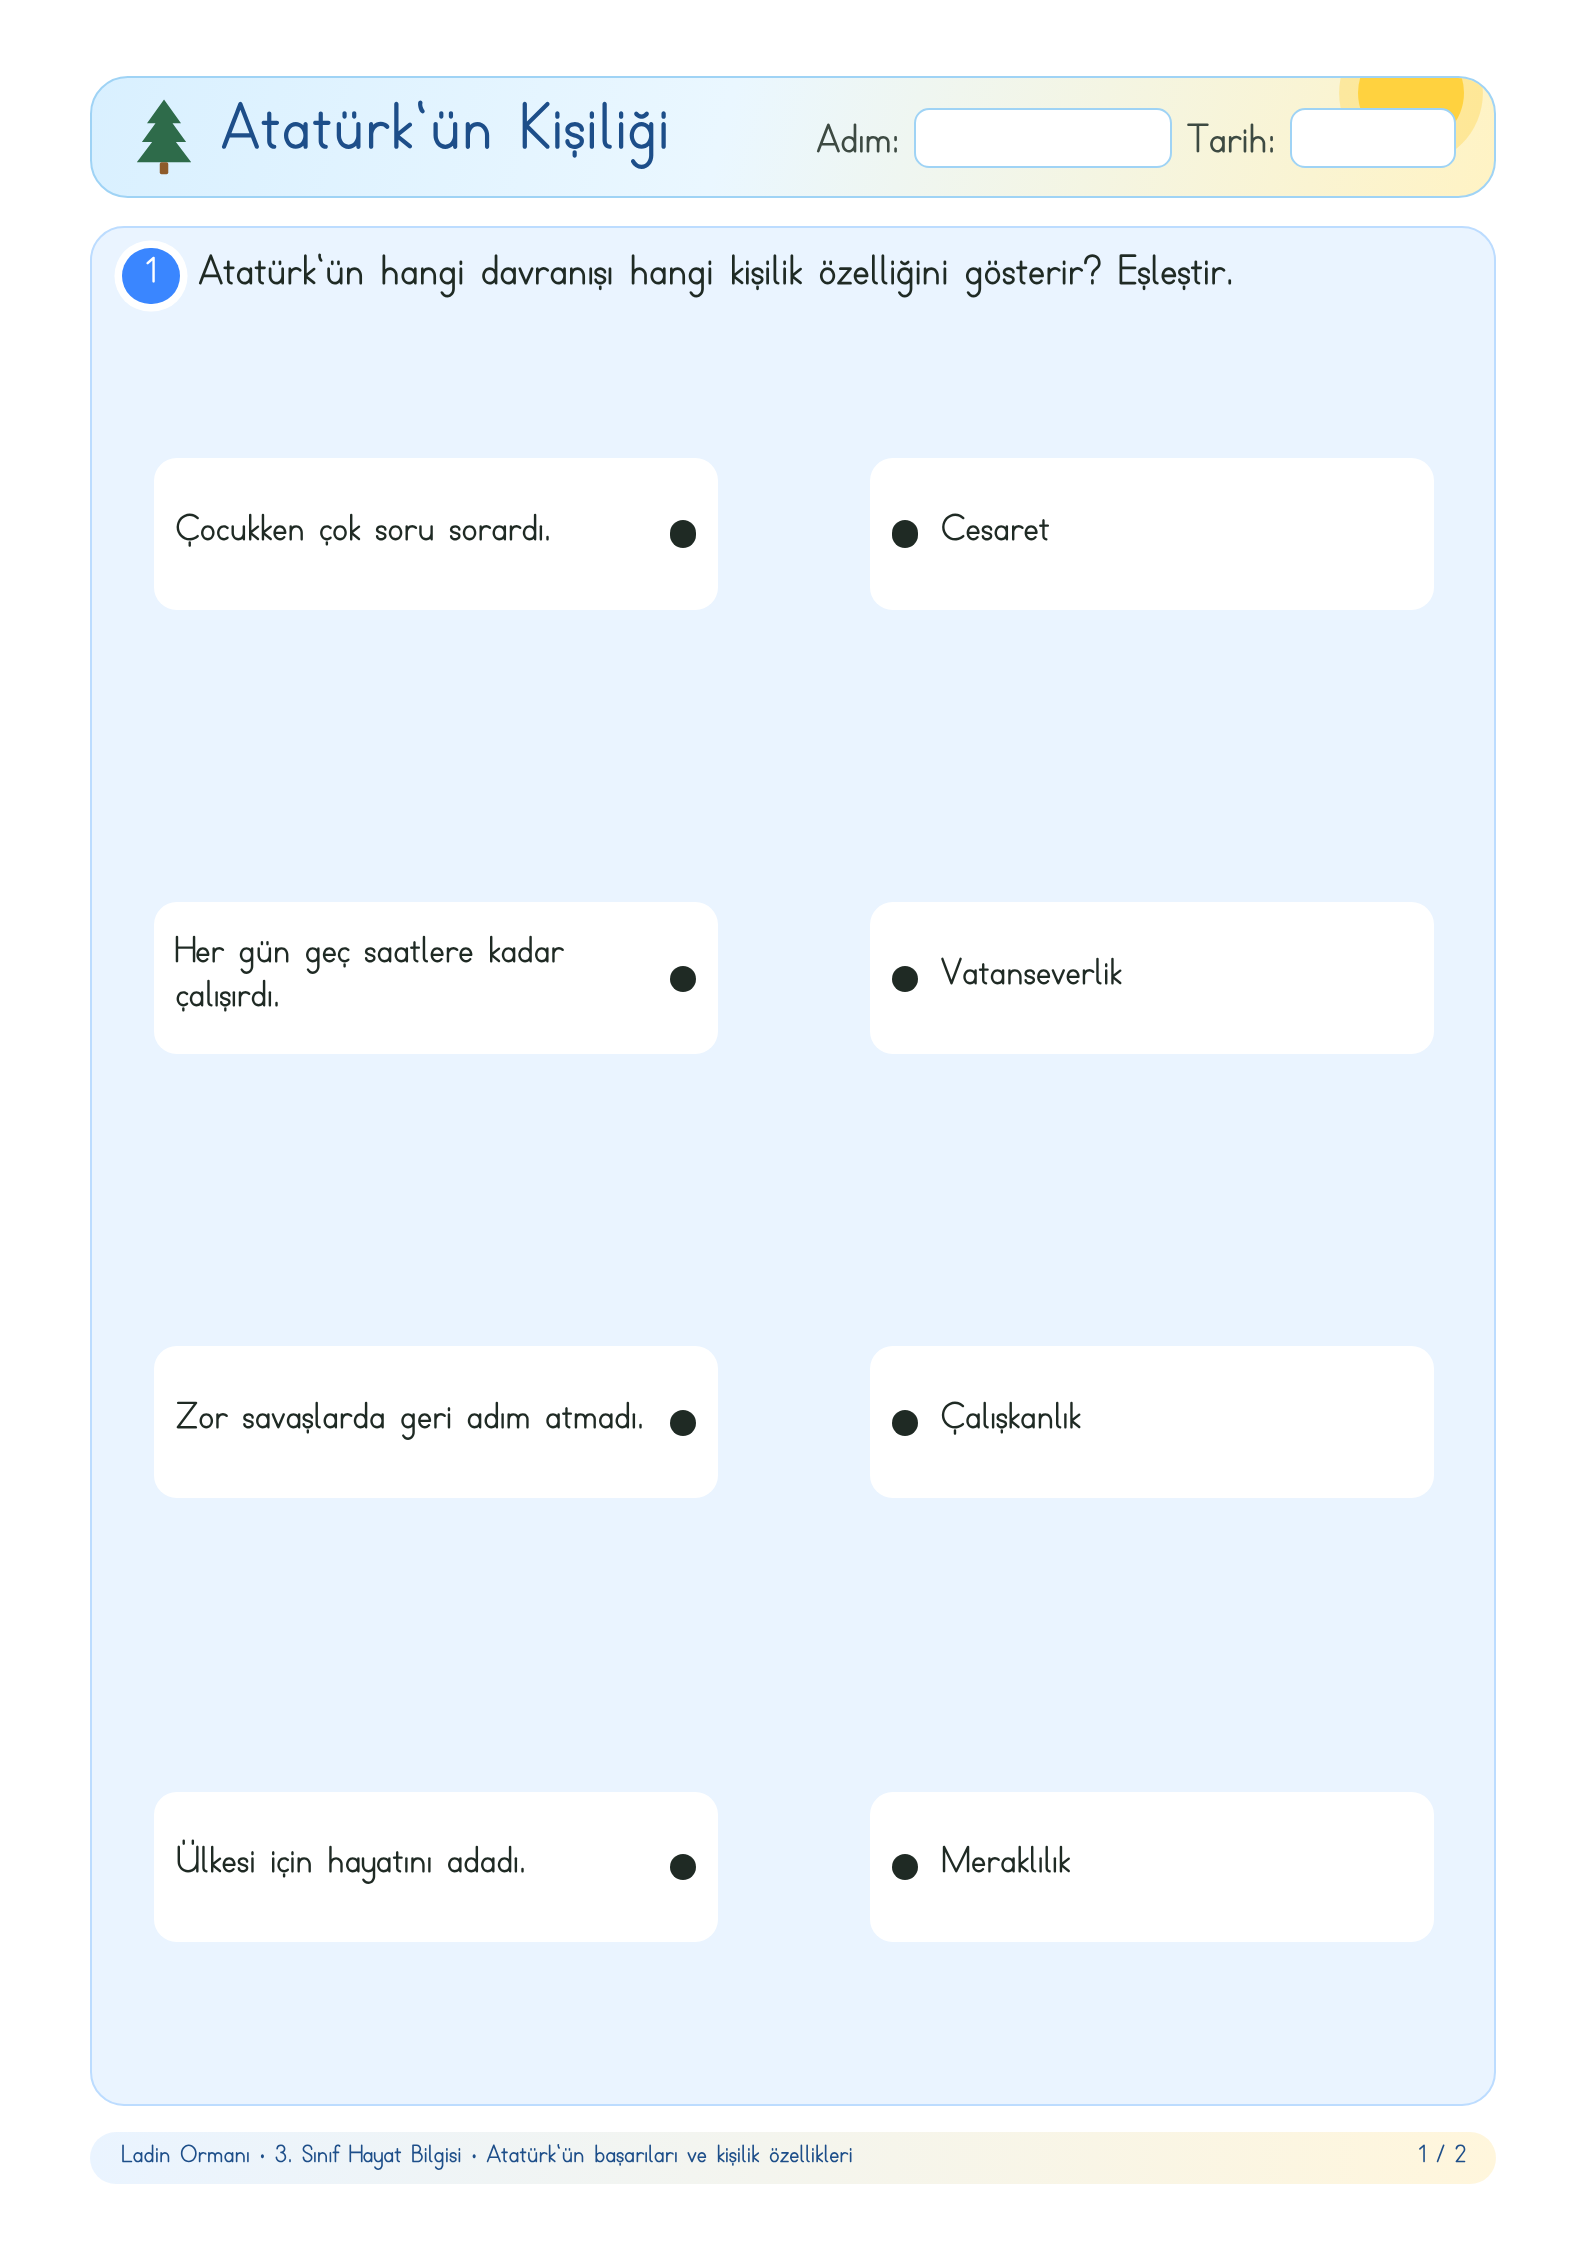 Atatürk'ün Kişiliği
Adım:
Tarih:
1 Atatürk'ün hangi davranışı hangi kişilik özelliğini gösterir? Eşleştir.
Çocukken çok soru sorardı.
Cesaret
Her gün geç saatlere kadar
çalışırdı.
Vatanseverlik
Zor savaşlarda geri adım atmadı.
Çalışkanlık
Ülkesi için hayatını adadı.
Meraklılık
Ladin Ormanı • 3. Sınıf Hayat Bilgisi • Atatürk'ün başarıları ve kişilik özellikleri
1 / 2